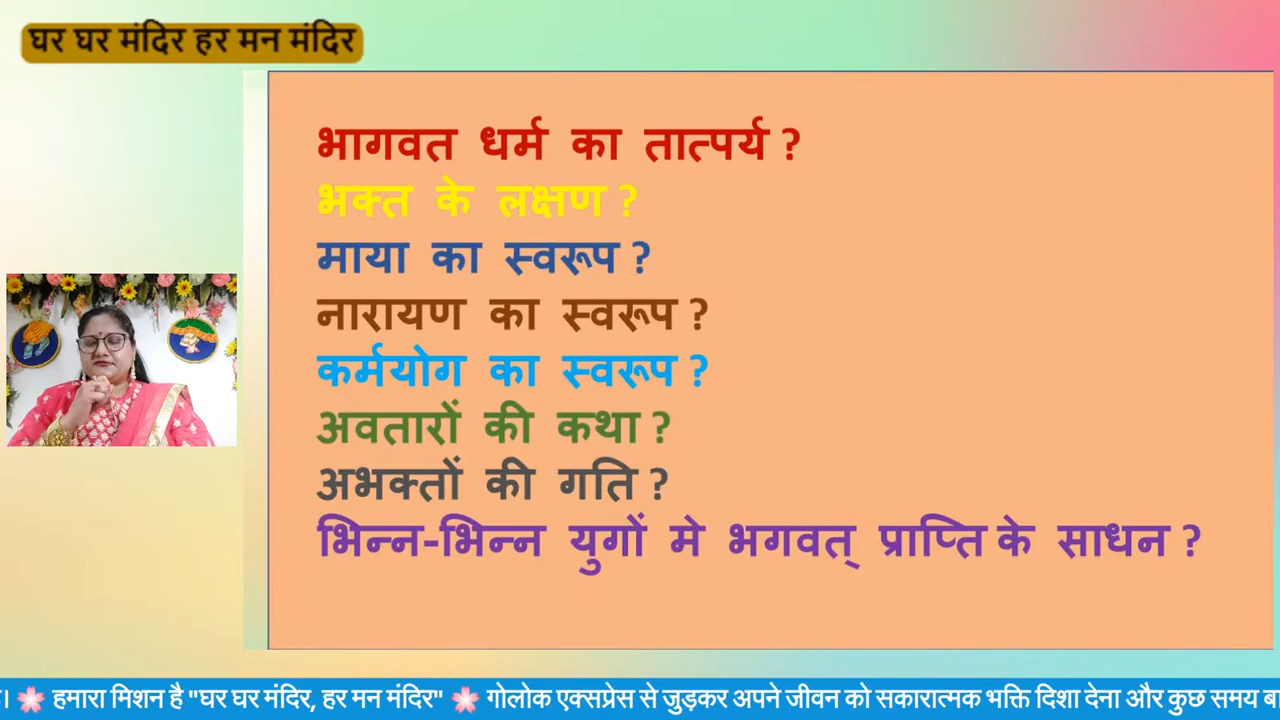 घर घर मंदिर हर मन मंदिर
भागवत धर्म का तात्पर्य ?
भक्त के लक्षण ?
माया का स्वरूप ?
नारायण का स्वरूप ?
कर्मयोग का स्वरूप ?
अवतारों की कथा ?
अभक्तों की गति ?
भिन्न-भिन्न युगों मे भगवत् प्राप्ति के साधन ?
। 🌸 हमारा मिशन है "घर घर मंदिर, हर मन मंदिर" 🌸 गोलोक एक्सप्रेस से जुड़कर अपने जीवन को सकारात्मक भक्ति दिशा देना और कुछ समय